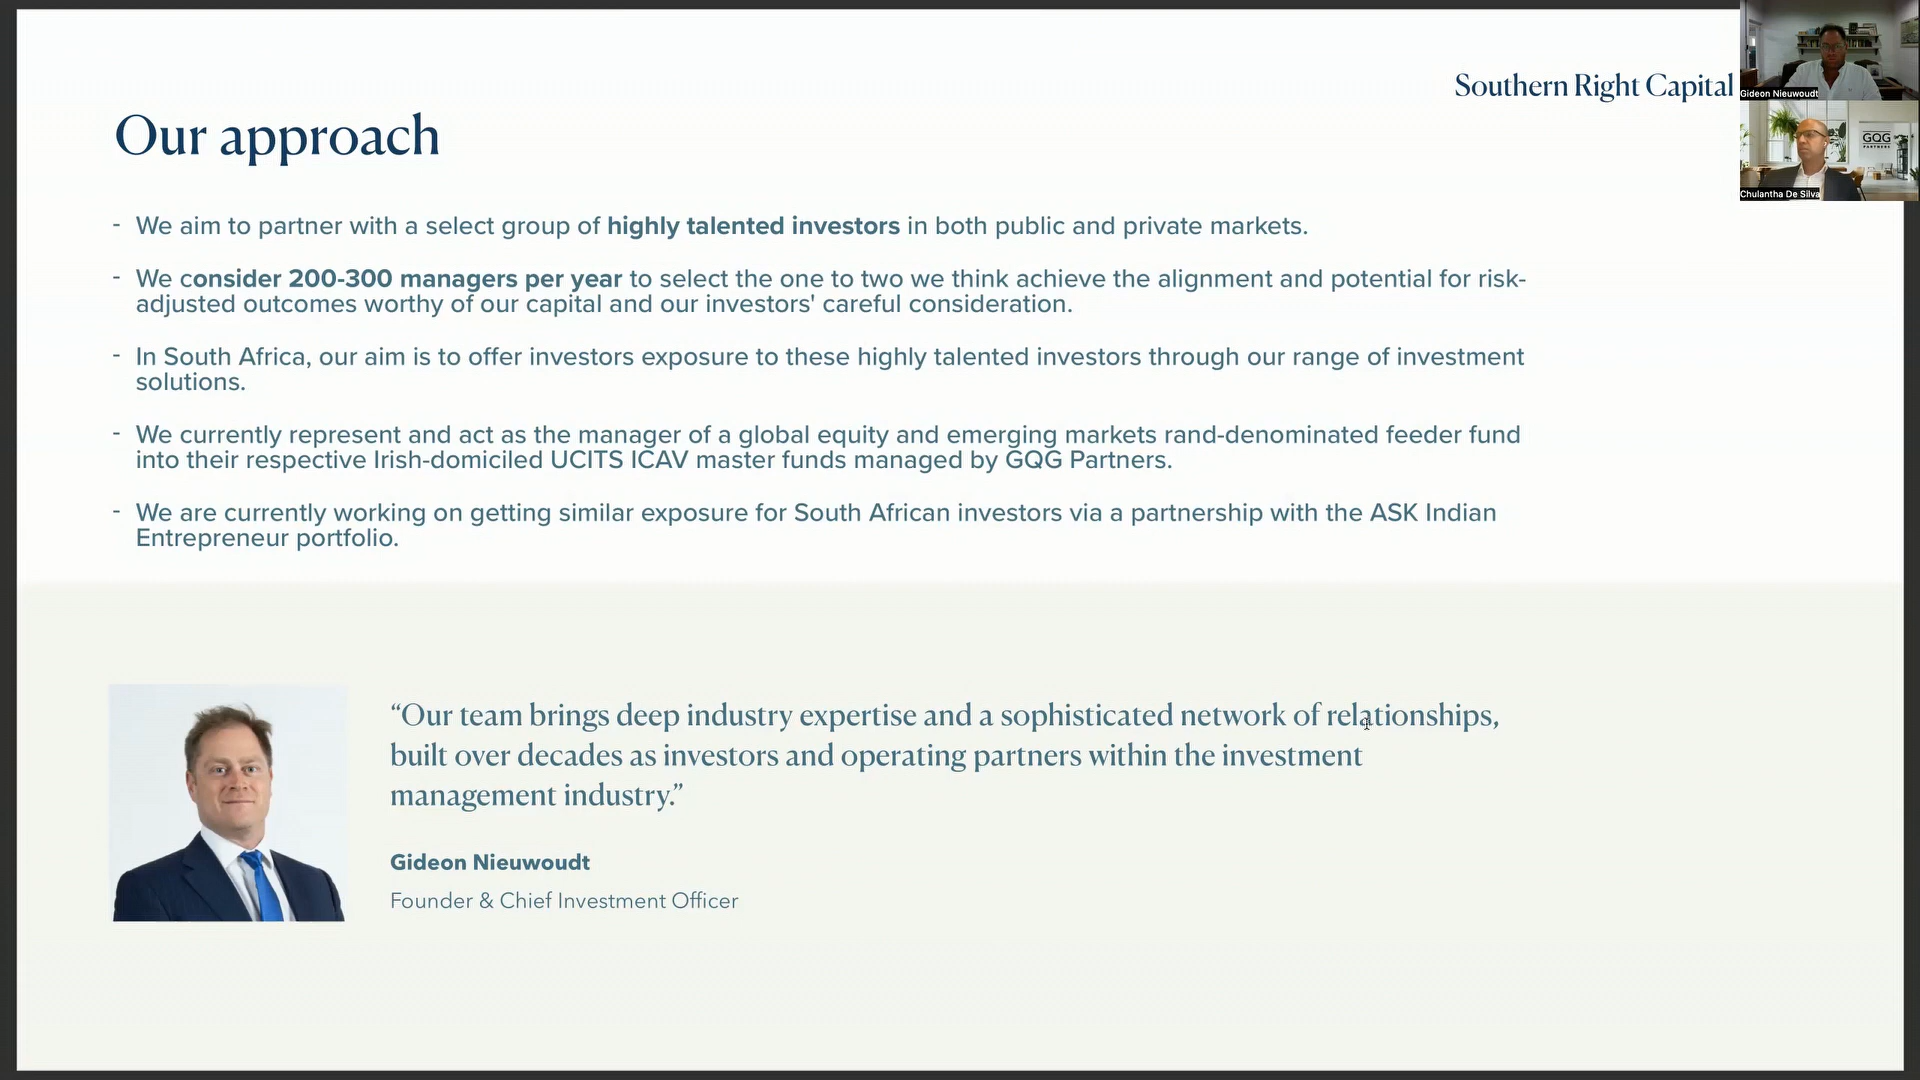 Southern Right Capital
Our approach
- We aim to partner with a select group of highly talented investors in both public and private markets.
- We consider 200-300 managers per year to select the one to two we think achieve the alignment and potential for risk-
adjusted outcomes worthy of our capital and our investors' careful consideration.
- In South Africa, our aim is to offer investors exposure to these highly talented investors through our range of investment
solutions.
- We currently represent and act as the manager of a global equity and emerging markets rand-denominated feeder fund
into their respective Irish-domiciled UCITS ICAV master funds managed by GQG Partners.
- We are currently working on getting similar exposure for South African investors via a partnership with the ASK Indian
Entrepreneur portfolio.
“Our team brings deep industry expertise and a sophisticated network of relationships,
built over decades as investors and operating partners within the investment
management industry.”
Gideon Nieuwoudt
Founder & Chief Investment Officer
Gideon Nieuwoudt
GQG
PARTNERS
Chulantha De Silva